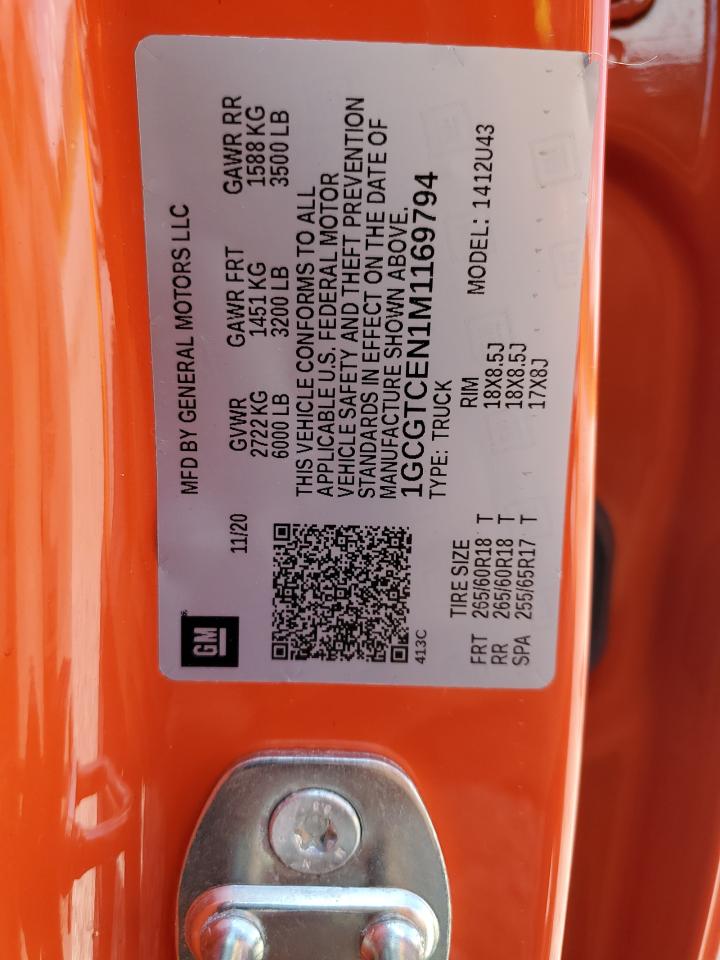 GM
11/20
MFD BY GENERAL MOTORS LLC
GVWR GAWR FRT GAWR RR
2722 KG 1451 KG 1588 KG
6000 LB 3200 LB 3500 LB
THIS VEHICLE CONFORMS TO ALL
APPLICABLE U.S. FEDERAL MOTOR
VEHICLE SAFETY AND THEFT PREVENTION
STANDARDS IN EFFECT ON THE DATE OF
MANUFACTURE SHOWN ABOVE.
1GCGTCEN1M1169794
413C
TYPE: TRUCK
MODEL: 1412U43
TIRE SIZE RIM
FRT 265/60R18 T 18X8.5J
RR 265/60R18 T 18X8.5J
SPA 255/65R17 T 17X8J